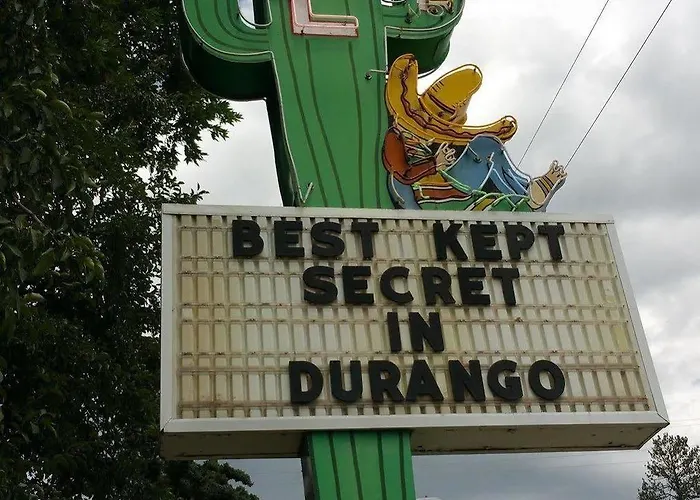 BEST KEPT
SECRET
IN
DURANGO